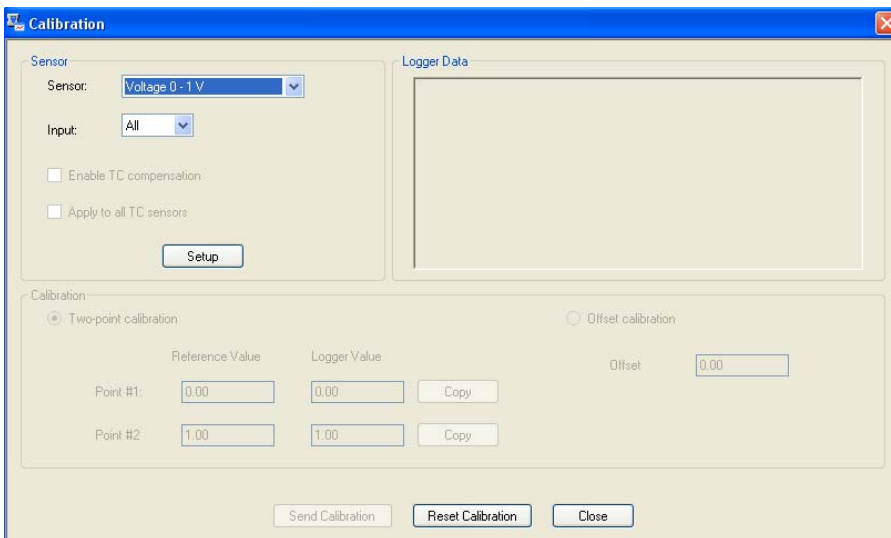 Calibration
Sensor
Sensor:
Voltage 0 - 1 V
Input:
All
Enable TC compensation
Apply to all TC sensors
Setup
Logger Data
Calibration
Two-point calibration
Offset calibration
Reference Value
Logger Value
Offset
0.00
Point #1:
0.00
0.00
Copy
Point #2
1.00
1.00
Copy
Send Calibration
Reset Calibration
Close